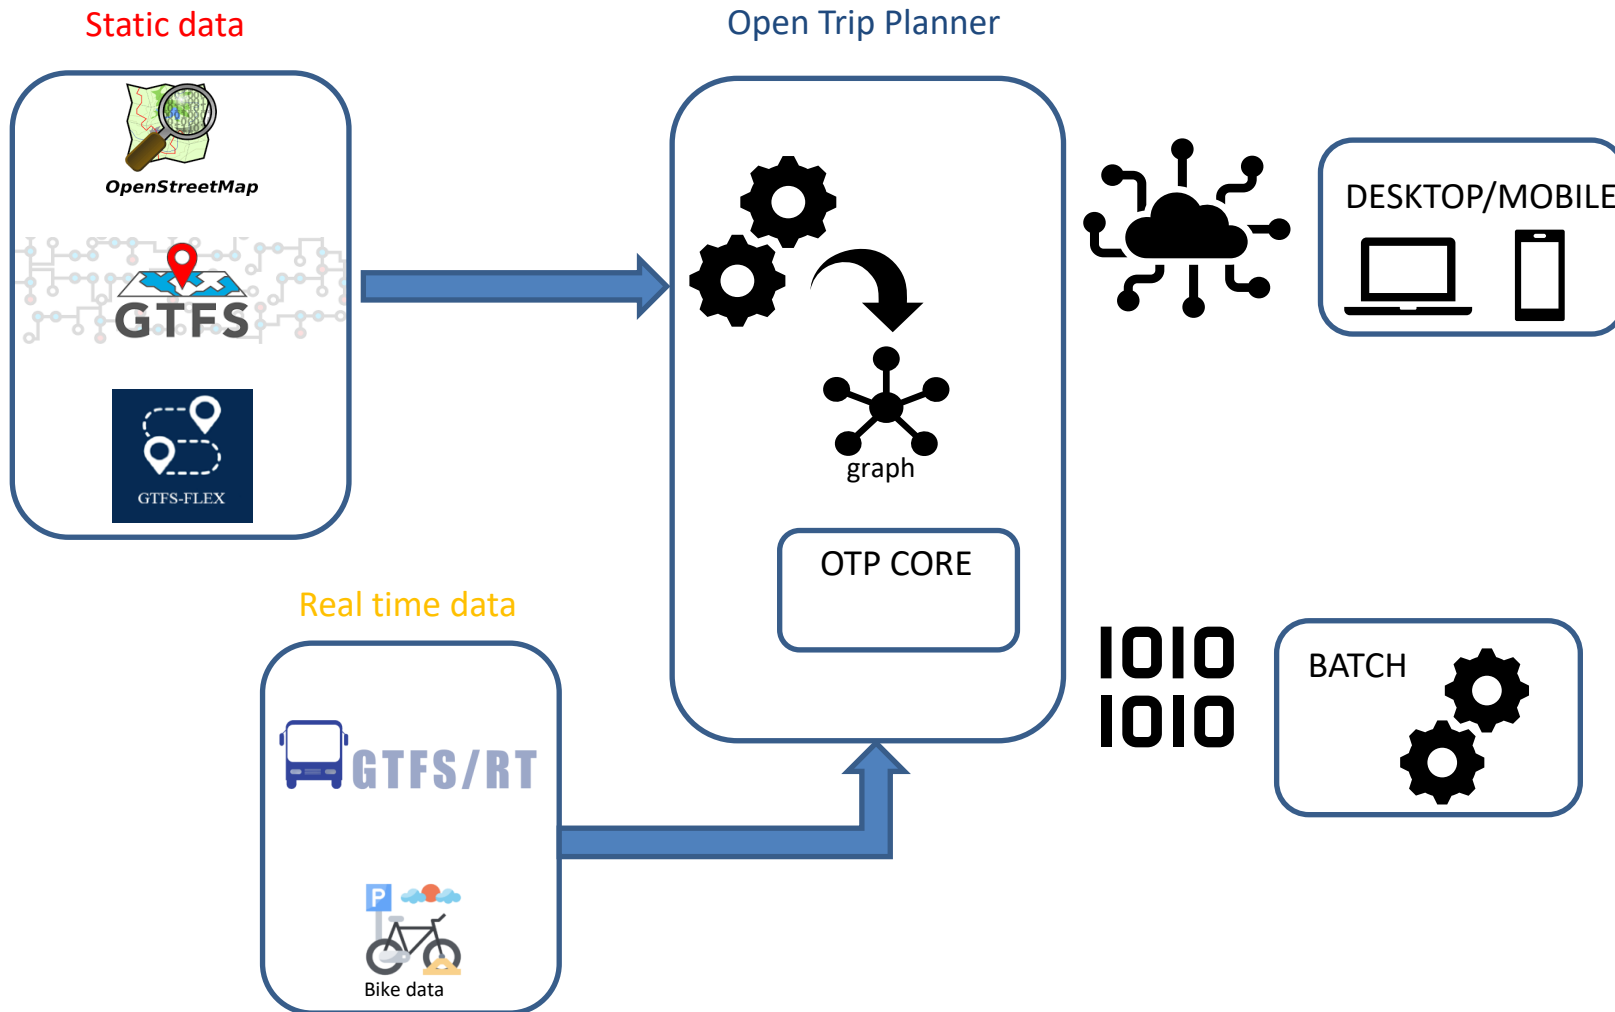 Static data
Open Trip Planner
OpenStreetMap
DESKTOP/MOBILE
GTFS
graph
GTFS-FLEX
OTP CORE
Real time data
1010
1010
BATCH
GTFS/RT
P
Bike data